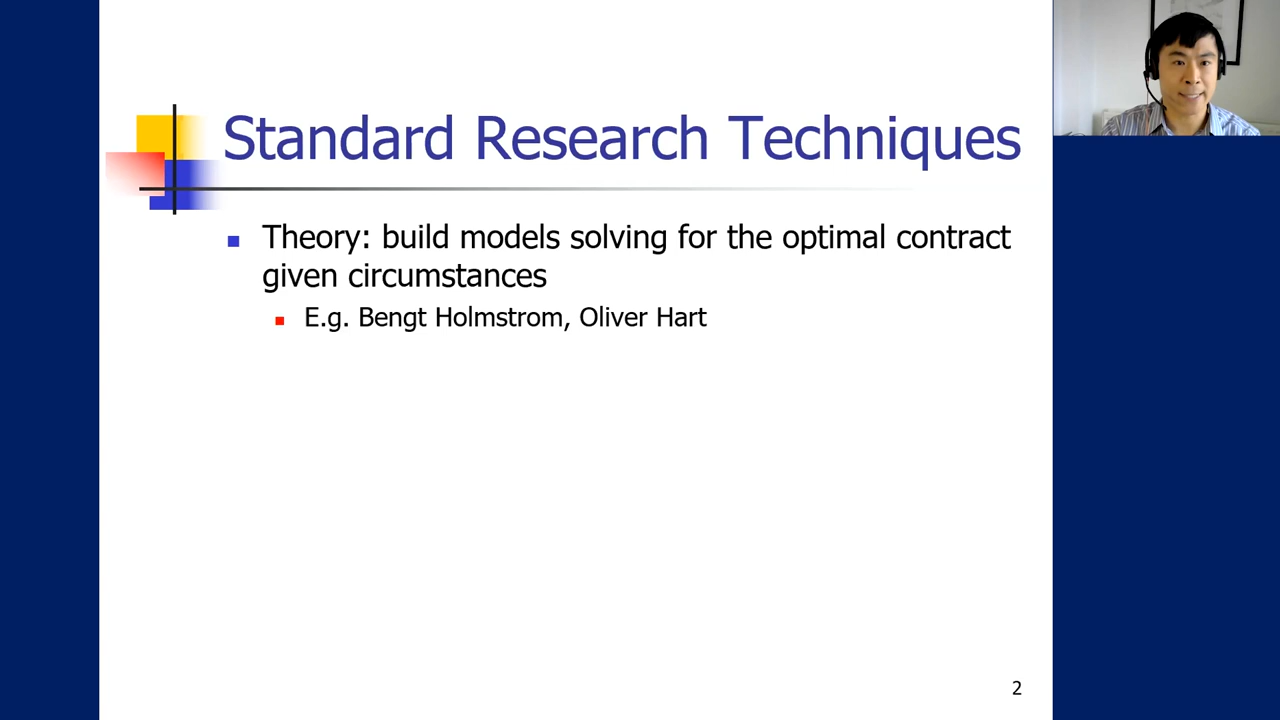 Standard Research Techniques
Theory: build models solving for the optimal contract
given circumstances
E.g. Bengt Holmstrom, Oliver Hart
2